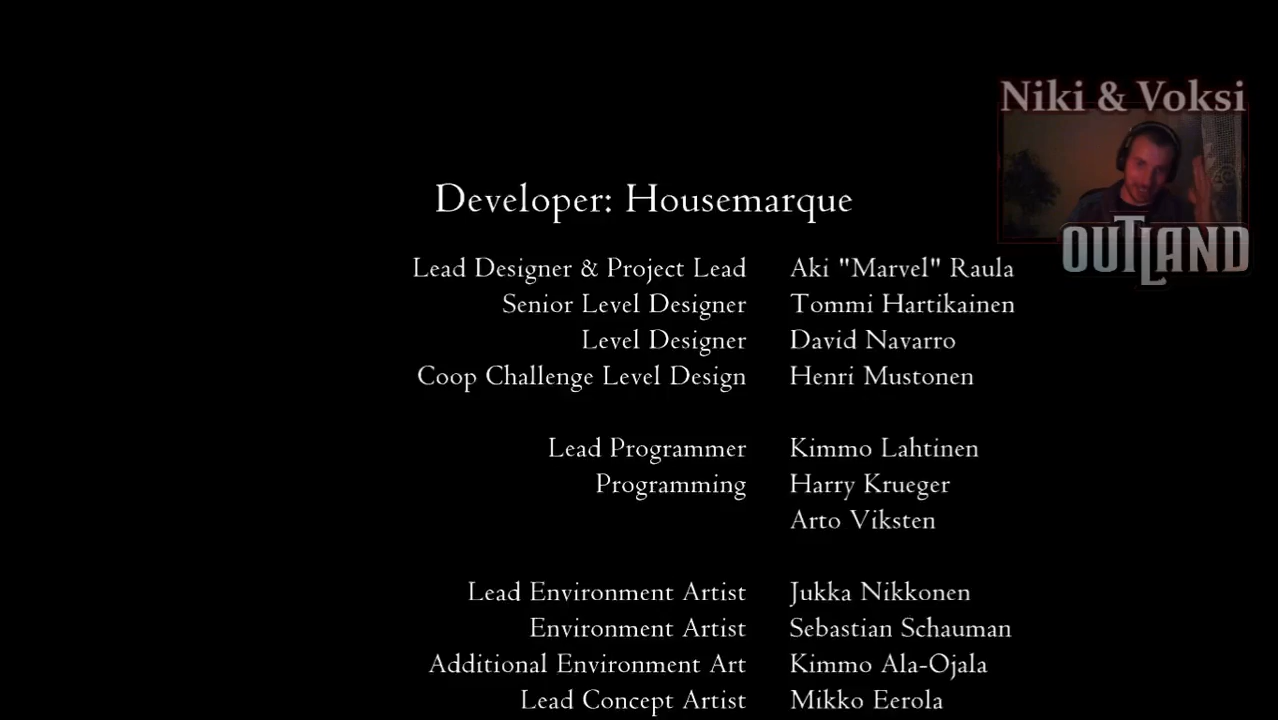 Niki & Voksi
OUTLAND
Developer: Housemarque
Lead Designer & Project Lead Aki "Marvel" Raula
Senior Level Designer Tommi Hartikainen
Level Designer David Navarro
Coop Challenge Level Design Henri Mustonen
Lead Programmer Kimmo Lahtinen
Programming Harry Krueger
Arto Viksten
Lead Environment Artist Jukka Nikkonen
Environment Artist Sebastian Schauman
Additional Environment Art Kimmo Ala-Ojala
Lead Concept Artist Mikko Eerola